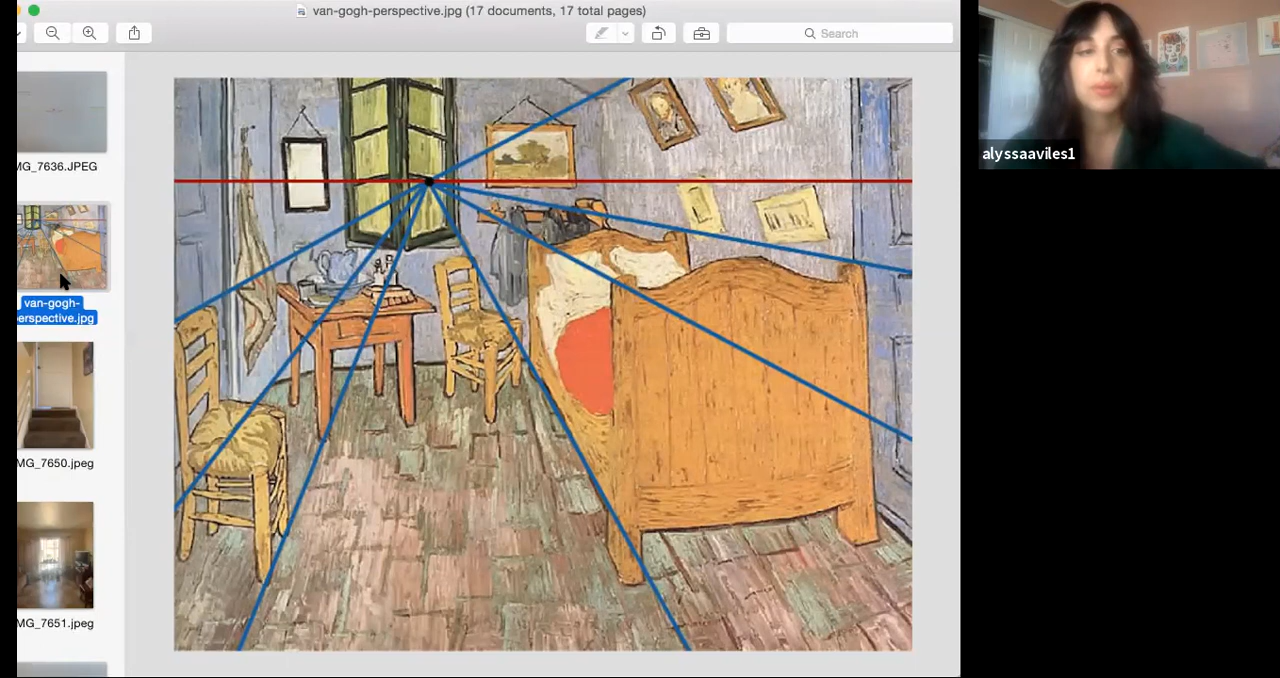 van-gogh-perspective.jpg (17 documents, 17 total pages)
Search
MG_7636.JPEG
van-gogh-
erspective.jpg
MG_7650.jpeg
MG_7651.jpeg
alyssaaviles1